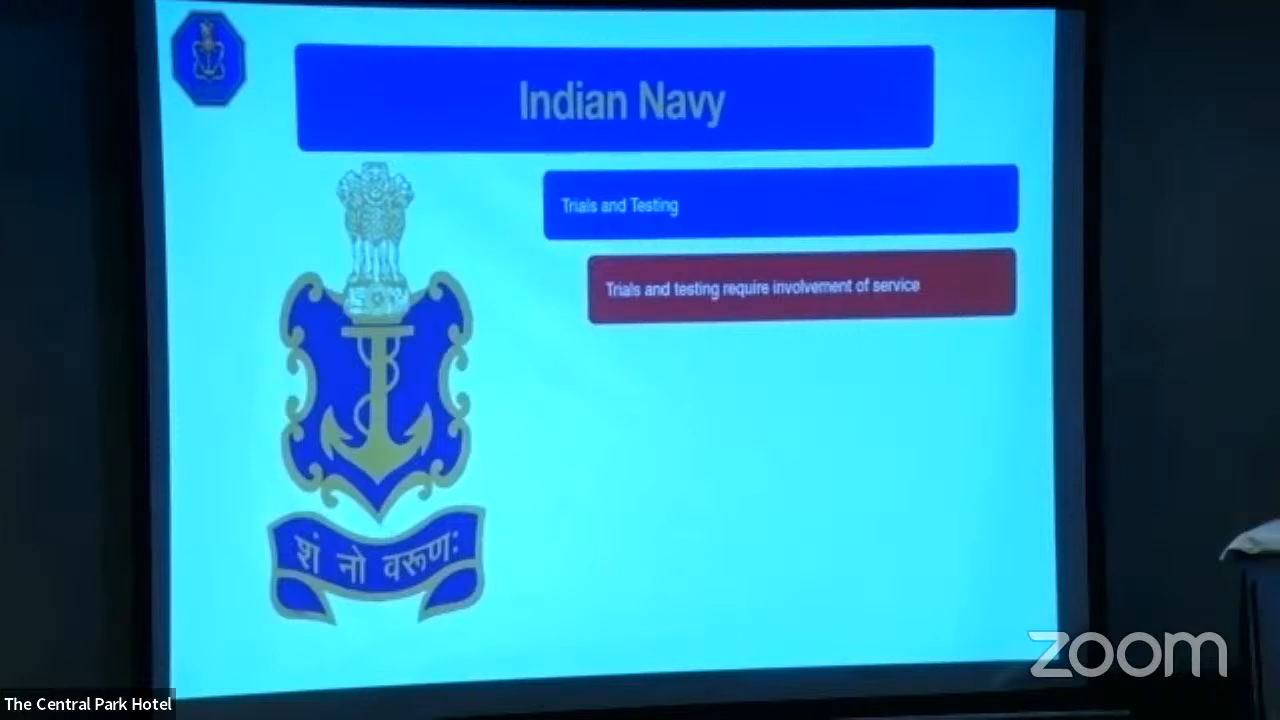 Indian Navy
Trials and Testing
Trials and testing require involvement of service
शं नो वरूणः
zoom
The Central Park Hotel